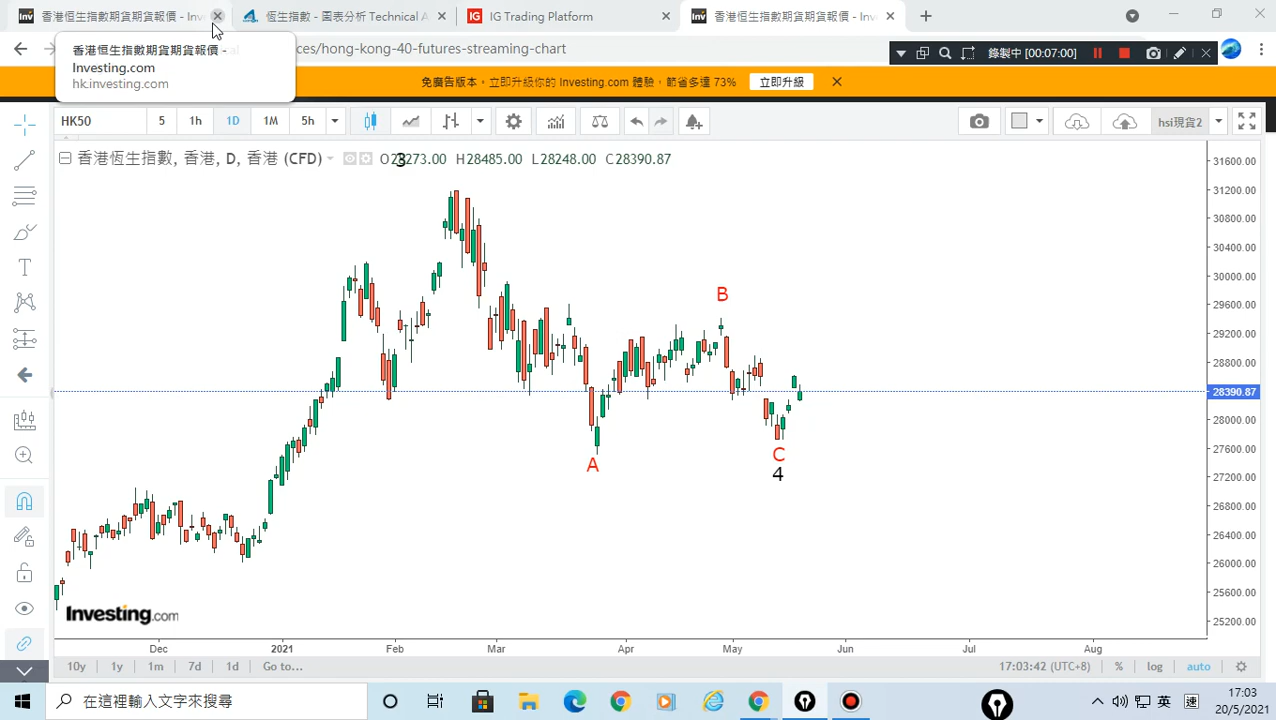 香港恒生指數期貨期貨報價 - Inv
恆生指數 - 圖表分析 Technical A
IG Trading Platform
香港恒生指數期貨期貨報價 - Inv
ces/hong-kong-40-futures-streaming-chart
香港恒生指數期貨期貨報價 -
Investing.com
hk.investing.com
錄製中 [00:07:00]
免廣告版本。立即升級你的 Investing.com 體驗，節省多達 73%
立即升級
HK50
5
1h
1D
1M
5h
hsi現貨2
香港恆生指數, 香港, D, 香港 (CFD)
H28485.00
L28248.00
C28390.87
3
31600.00
31200.00
30800.00
30400.00
30000.00
29600.00
29200.00
28800.00
28390.87
28000.00
27600.00
27200.00
26800.00
26400.00
26000.00
25600.00
25200.00
B
A
C
4
Investing.com
Dec
2021
Feb
Mar
Apr
May
Jun
Jul
Aug
10y
1y
1m
7d
1d
Go to...
17:03:42 (UTC+8)
%
log
auto
在這裡輸入文字來搜尋
英
17:03
20/5/2021